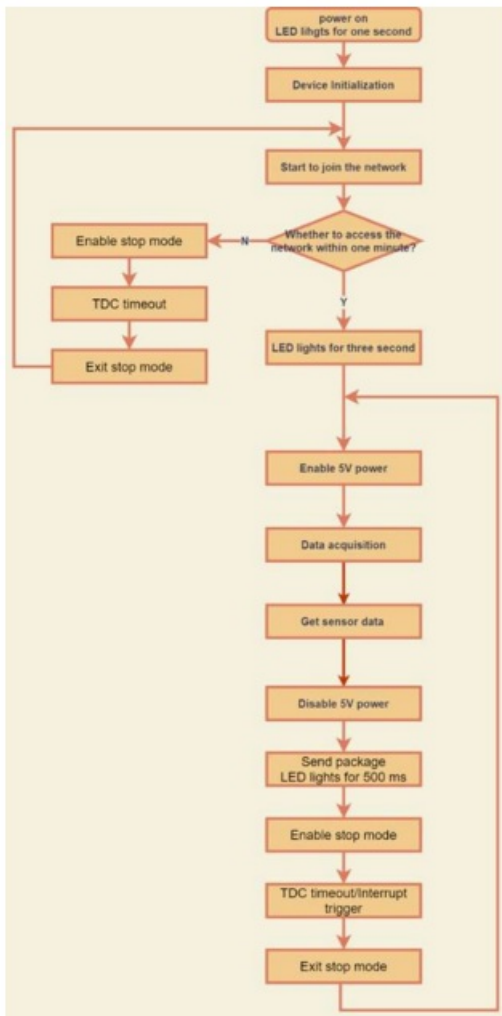 power on
LED lihgts for one second
Device Initialization
Start to join the network
Whether to access the
network within one minute?
N
Enable stop mode
TDC timeout
Exit stop mode
Y
LED lights for three second
Enable 5V power
Data acquisition
Get sensor data
Disable 5V power
Send package
LED lights for 500 ms
Enable stop mode
TDC timeout/Interrupt
trigger
Exit stop mode